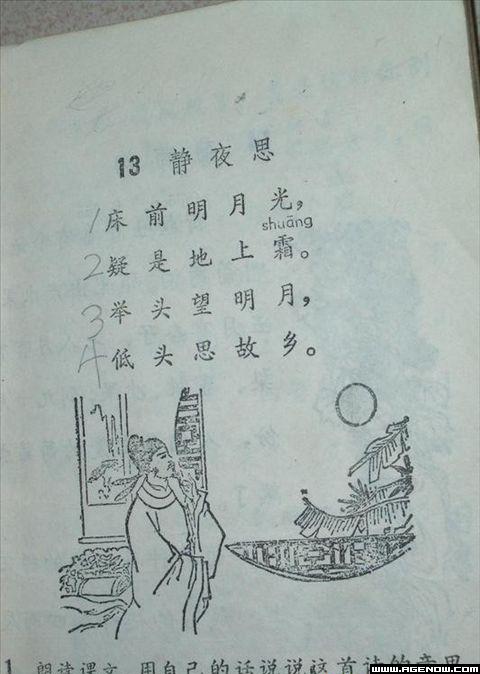 13 静夜思
1 床前明月光，
shuāng
2 疑是地上霜。
3 举头望明月，
4 低头思故乡。
1 朗读课文，用自己的话说说这首诗的意思
www.AGENOW.com